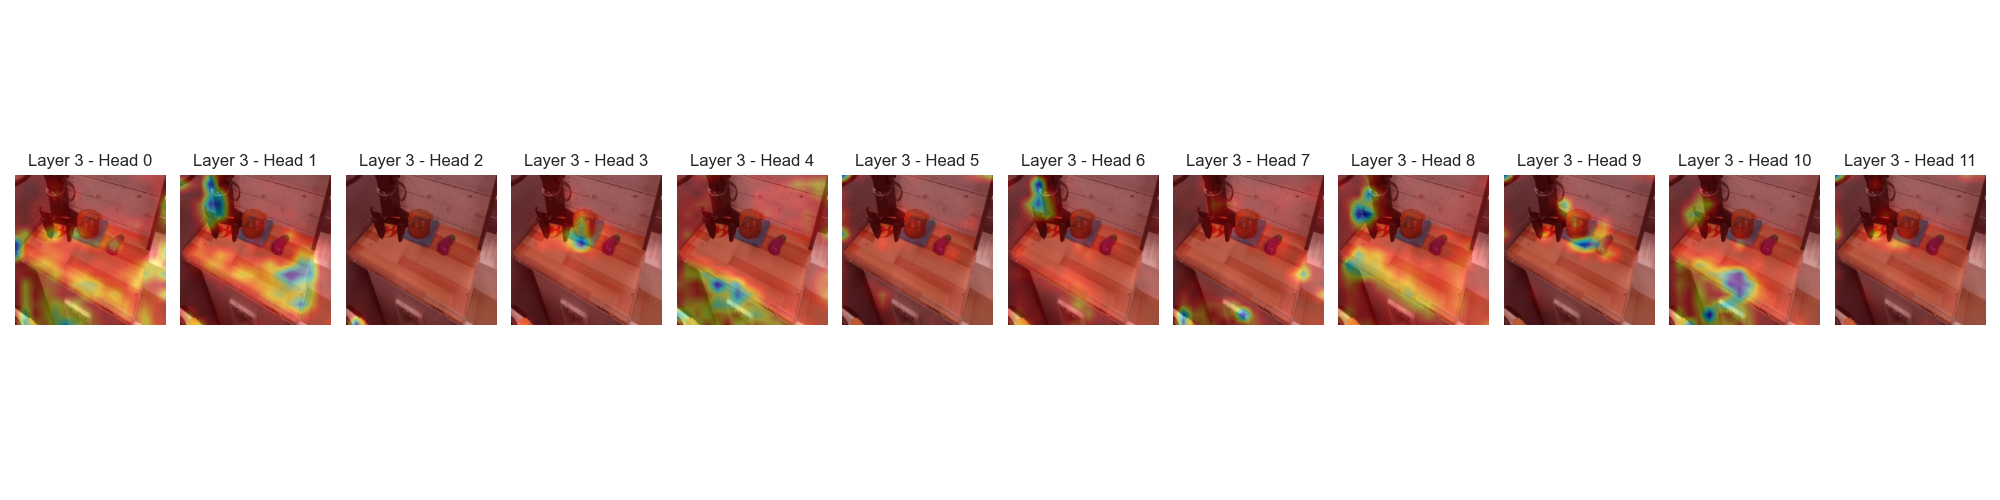 Layer 3 - Head 0
Layer 3 - Head 1
Layer 3 - Head 2
Layer 3 - Head 3
Layer 3 - Head 4
Layer 3 - Head 5
Layer 3 - Head 6
Layer 3 - Head 7
Layer 3 - Head 8
Layer 3 - Head 9
Layer 3 - Head 10
Layer 3 - Head 11